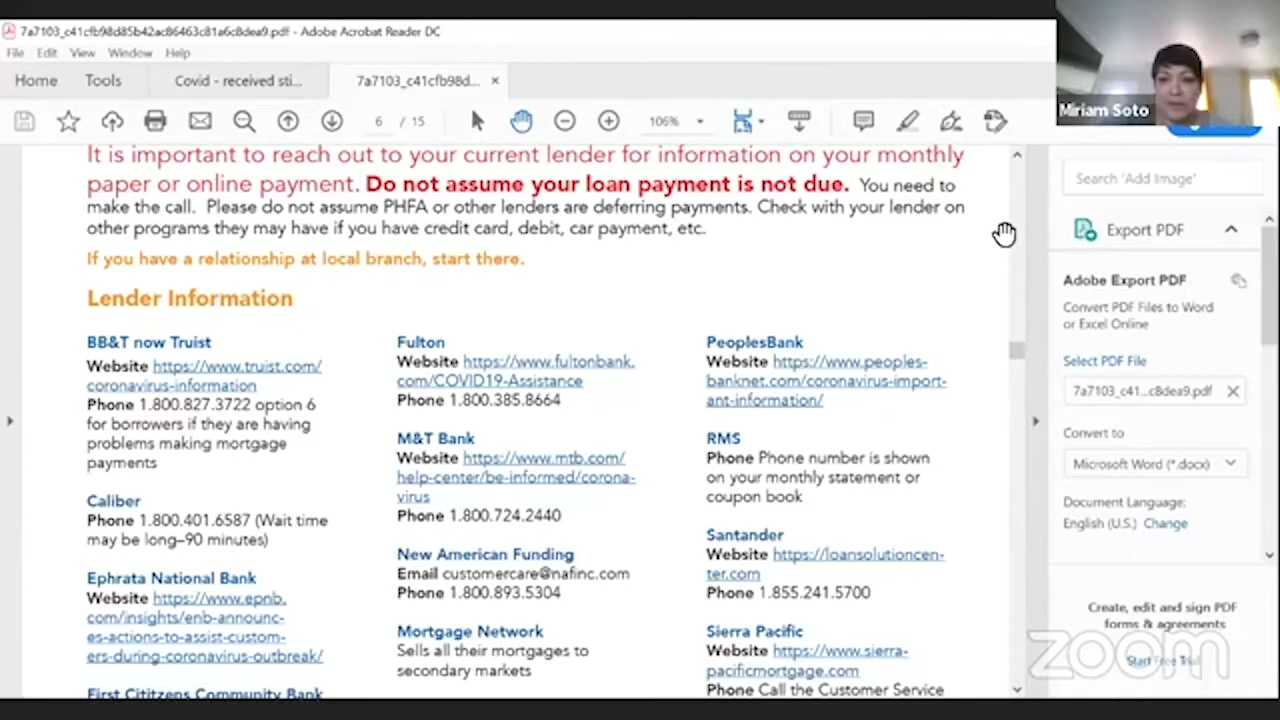 7a7103_c41cfb98d85b42ac86463c81a6c8dea9.pdf - Adobe Acrobat Reader DC
File Edit View Window Help
Home Tools Covid - received sti... 7a7103_c41cfb98d... ×
6 / 15 106%
Miriam Soto
It is important to reach out to your current lender for information on your monthly
paper or online payment. Do not assume your loan payment is not due. You need to
make the call. Please do not assume PHFA or other lenders are deferring payments. Check with your lender on
other programs they may have if you have credit card, debit, car payment, etc.
If you have a relationship at local branch, start there.
Lender Information
BB&T now Truist
Website https://www.truist.com/
coronavirus-information
Phone 1.800.827.3722 option 6
for borrowers if they are having
problems making mortgage
payments
Caliber
Phone 1.800.401.6587 (Wait time
may be long–90 minutes)
Ephrata National Bank
Website https://www.epnb.
com/insights/enb-announc-
es-actions-to-assist-custom-
ers-during-coronavirus-outbreak/
First Cititzens Community Bank
Fulton
Website https://www.fultonbank.
com/COVID19-Assistance
Phone 1.800.385.8664
M&T Bank
Website https://www.mtb.com/
help-center/be-informed/corona-
virus
Phone 1.800.724.2440
New American Funding
Email customercare@nafinc.com
Phone 1.800.893.5304
Mortgage Network
Sells all their mortgages to
secondary markets
PeoplesBank
Website https://www.peoples-
banknet.com/coronavirus-import-
ant-information/
RMS
Phone Phone number is shown
on your monthly statement or
coupon book
Santander
Website https://loansolutioncen-
ter.com
Phone 1.855.241.5700
Sierra Pacific
Website https://www.sierra-
pacificmortgage.com
Phone Call the Customer Service
Search 'Add Image'
Export PDF
Adobe Export PDF
Convert PDF Files to Word
or Excel Online
Select PDF File
7a7103_c41...c8dea9.pdf ×
Convert to
Microsoft Word (*.docx)
Document Language:
English (U.S.) Change
Create, edit and sign PDF
forms & agreements
Start Free Trial
zoom